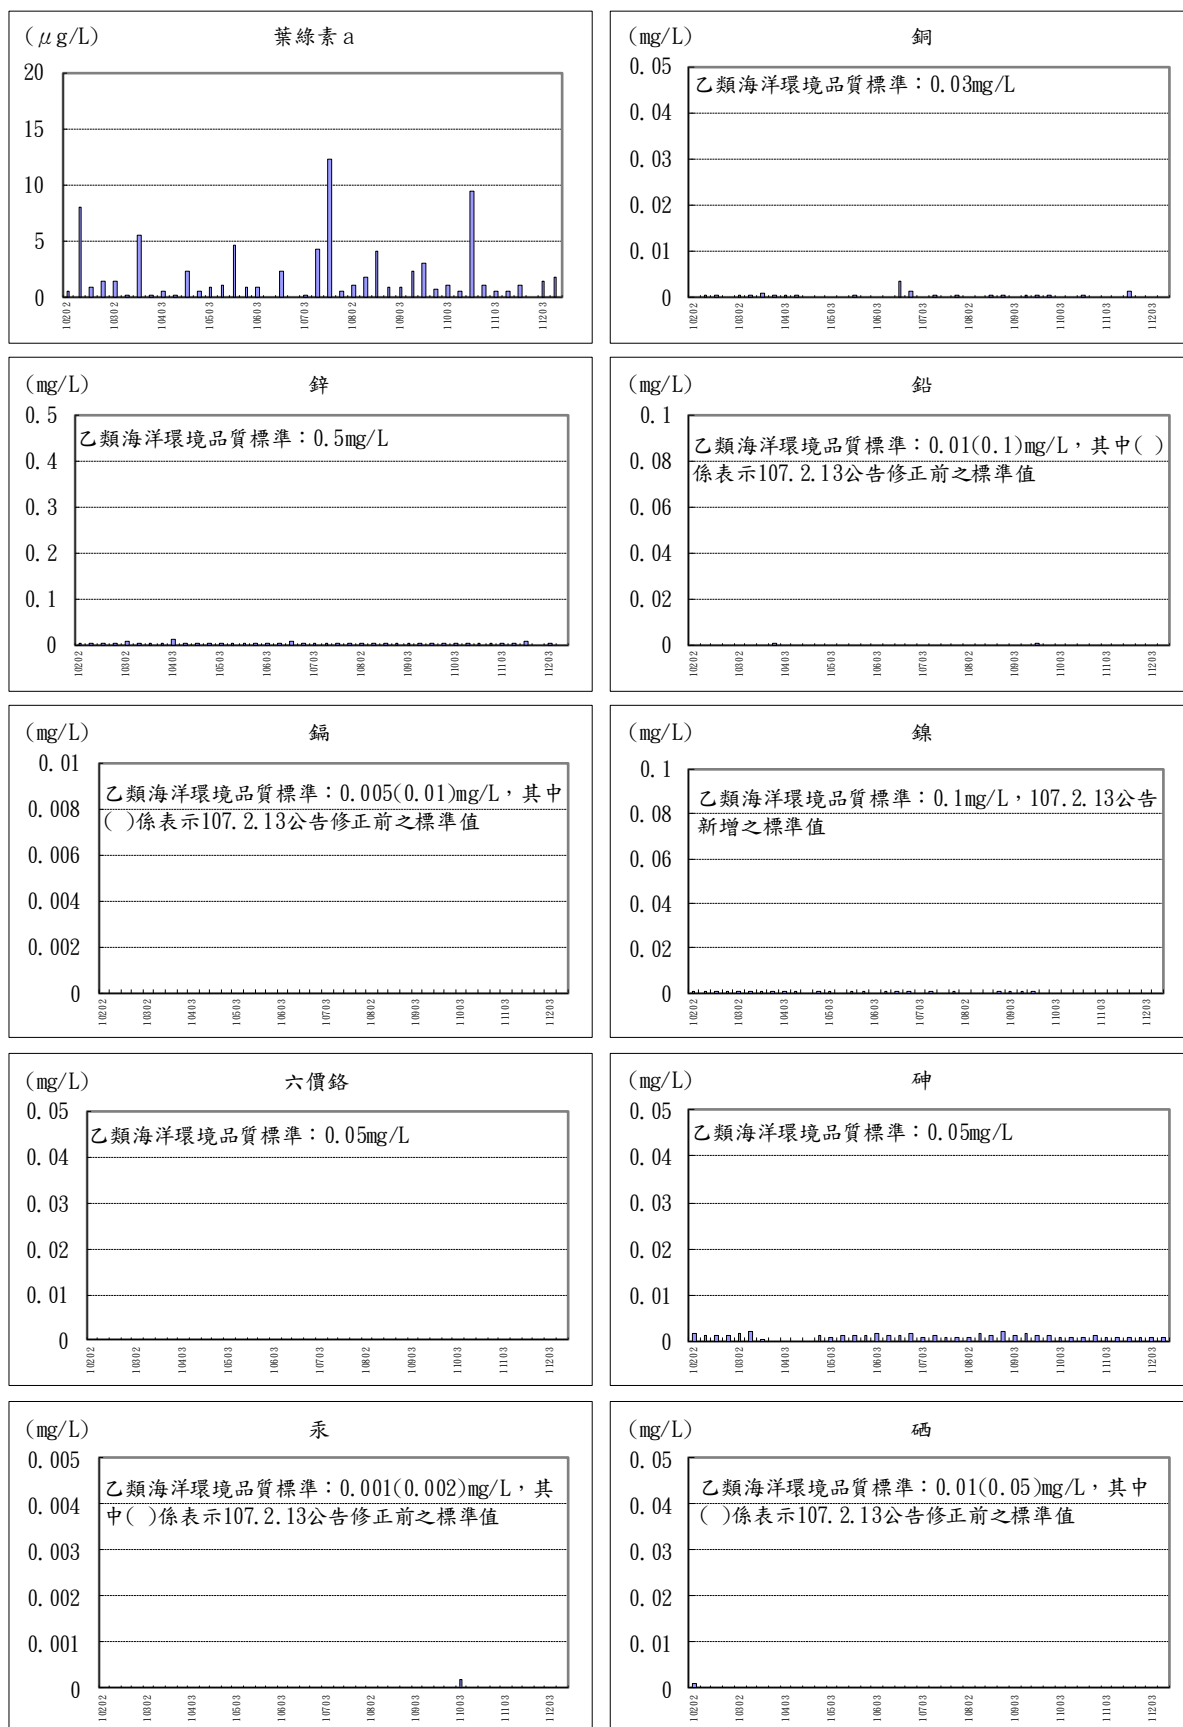 (μg/L) 葉綠素a
20
15
10
5
0
10202 10302 10403 10503 10603 10703 10802 10903 11003 11103 11203
(mg/L) 銅
0.05
乙類海洋環境品質標準：0.03mg/L
0.04
0.03
0.02
0.01
0
10202 10302 10403 10503 10603 10703 10802 10903 11003 11103 11203
(mg/L) 鋅
0.5
乙類海洋環境品質標準：0.5mg/L
0.4
0.3
0.2
0.1
0
10202 10302 10403 10503 10603 10703 10802 10903 11003 11103 11203
(mg/L) 鉛
0.1
乙類海洋環境品質標準：0.01(0.1)mg/L，其中( )
係表示107.2.13公告修正前之標準值
0.08
0.06
0.04
0.02
0
10202 10302 10403 10503 10603 10703 10802 10903 11003 11103 11203
(mg/L) 鎘
0.01
乙類海洋環境品質標準：0.005(0.01)mg/L，其中
( )係表示107.2.13公告修正前之標準值
0.008
0.006
0.004
0.002
0
10202 10302 10403 10503 10603 10703 10802 10903 11003 11103 11203
(mg/L) 鎳
0.1
乙類海洋環境品質標準：0.1mg/L，107.2.13公告
新增之標準值
0.08
0.06
0.04
0.02
0
10202 10302 10403 10503 10603 10703 10802 10903 11003 11103 11203
(mg/L) 六價鉻
0.05
乙類海洋環境品質標準：0.05mg/L
0.04
0.03
0.02
0.01
0
10202 10302 10403 10503 10603 10703 10802 10903 11003 11103 11203
(mg/L) 砷
0.05
乙類海洋環境品質標準：0.05mg/L
0.04
0.03
0.02
0.01
0
10202 10302 10403 10503 10603 10703 10802 10903 11003 11103 11203
(mg/L) 汞
0.005
乙類海洋環境品質標準：0.001(0.002)mg/L，其
中( )係表示107.2.13公告修正前之標準值
0.004
0.003
0.002
0.001
0
10202 10302 10403 10503 10603 10703 10802 10903 11003 11103 11203
(mg/L) 硒
0.05
乙類海洋環境品質標準：0.01(0.05)mg/L，其中
( )係表示107.2.13公告修正前之標準值
0.04
0.03
0.02
0.01
0
10202 10302 10403 10503 10603 10703 10802 10903 11003 11103 11203